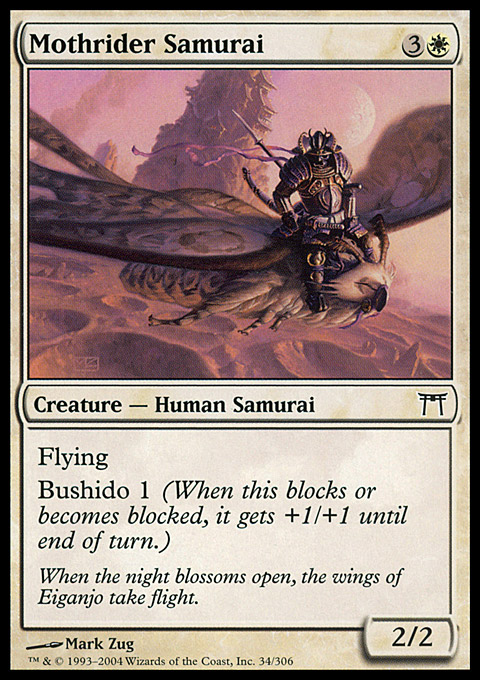 Mothrider Samurai 3
Creature — Human Samurai
Flying
Bushido 1 (When this blocks or
becomes blocked, it gets +1/+1 until
end of turn.)
When the night blossoms open, the wings of
Eiganjo take flight.
Mark Zug
2/2
™ & © 1993–2004 Wizards of the Coast, Inc. 34/306